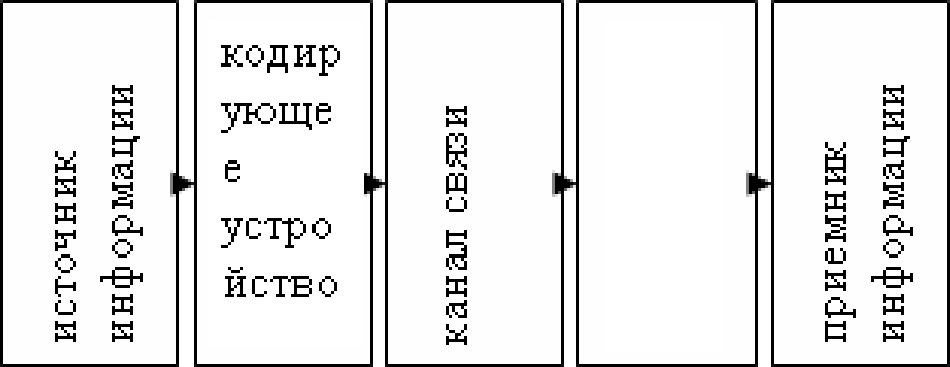 источник
информации
кодир
ующе
е
устро
йство
канал связи
приемник
информации